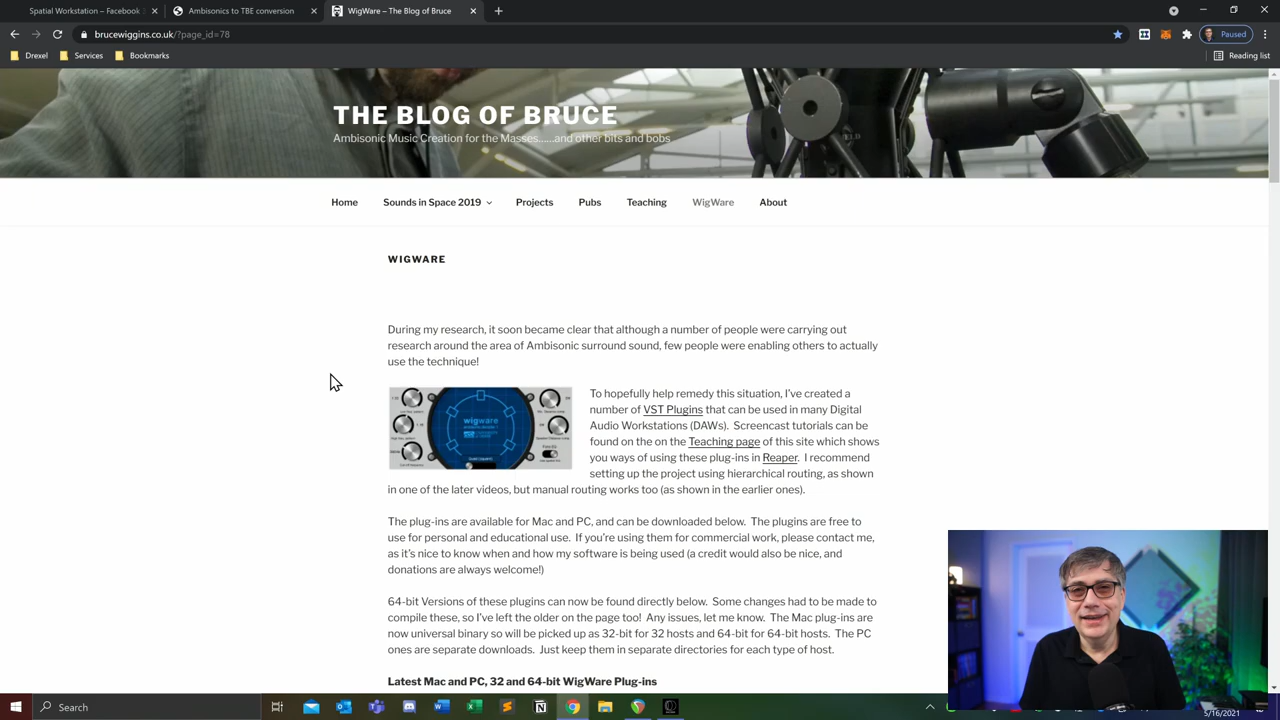 Spatial Workstation – Facebook
Ambisonics to TBE conversion
WigWare – The Blog of Bruce
brucewiggins.co.uk/?page_id=78
Paused
Drexel
Services
Bookmarks
Reading list
THE BLOG OF BRUCE
Ambisonic Music Creation for the Masses……and other bits and bobs
Home
Sounds in Space 2019
Projects
Pubs
Teaching
WigWare
About
WIGWARE
During my research, it soon became clear that although a number of people were carrying out
research around the area of Ambisonic surround sound, few people were enabling others to actually
use the technique!
wigware
To hopefully help remedy this situation, I've created a
number of VST Plugins that can be used in many Digital
Audio Workstations (DAWs). Screencast tutorials can be
found on the on the Teaching page of this site which shows
you ways of using these plug-ins in Reaper. I recommend
setting up the project using hierarchical routing, as shown
in one of the later videos, but manual routing works too (as shown in the earlier ones).
The plug-ins are available for Mac and PC, and can be downloaded below. The plugins are free to
use for personal and educational use. If you're using them for commercial work, please contact me,
as it's nice to know when and how my software is being used (a credit would also be nice, and
donations are always welcome!)
64-bit Versions of these plugins can now be found directly below. Some changes had to be made to
compile these, so I've left the older on the page too! Any issues, let me know. The Mac plug-ins are
now universal binary so will be picked up as 32-bit for 32 hosts and 64-bit for 64-bit hosts. The PC
ones are separate downloads. Just keep them in separate directories for each type of host.
Latest Mac and PC, 32 and 64-bit WigWare Plug-ins
Search
5/16/2021